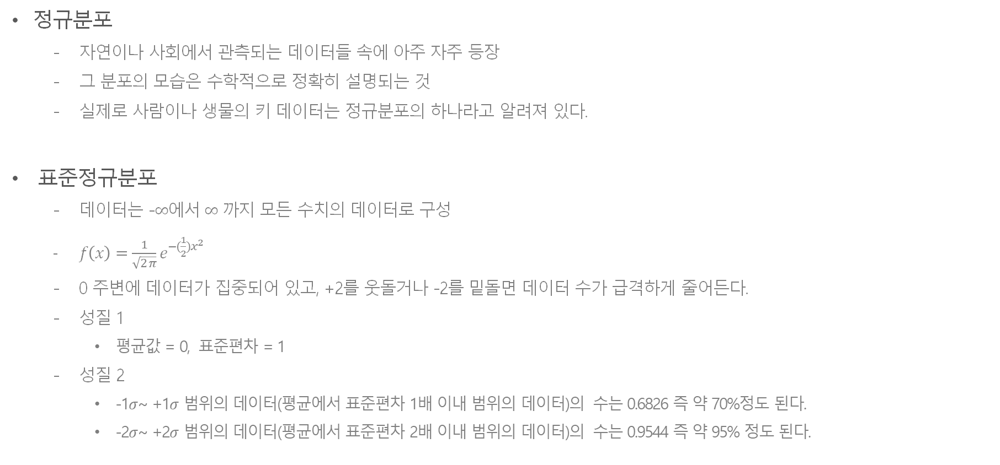 • 정규분포
- 자연이나 사회에서 관측되는 데이터들 속에 아주 자주 등장
- 그 분포의 모습은 수학적으로 정확히 설명되는 것
- 실제로 사람이나 생물의 키 데이터는 정규분포의 하나라고 알려져 있다.
• 표준정규분포
- 데이터는 -∞에서 ∞ 까지 모든 수치의 데이터로 구성
- $f(x) = \frac{1}{\sqrt{2\pi}} e^{-(\frac{1}{2})x^2}$
- 0 주변에 데이터가 집중되어 있고, +2를 웃돌거나 -2를 밑돌면 데이터 수가 급격하게 줄어든다.
- 성질 1
• 평균값 = 0, 표준편차 = 1
- 성질 2
• -1σ~ +1σ 범위의 데이터(평균에서 표준편차 1배 이내 범위의 데이터)의 수는 0.6826 즉 약 70%정도 된다.
• -2σ~ +2σ 범위의 데이터(평균에서 표준편차 2배 이내 범위의 데이터)의 수는 0.9544 즉 약 95% 정도 된다.